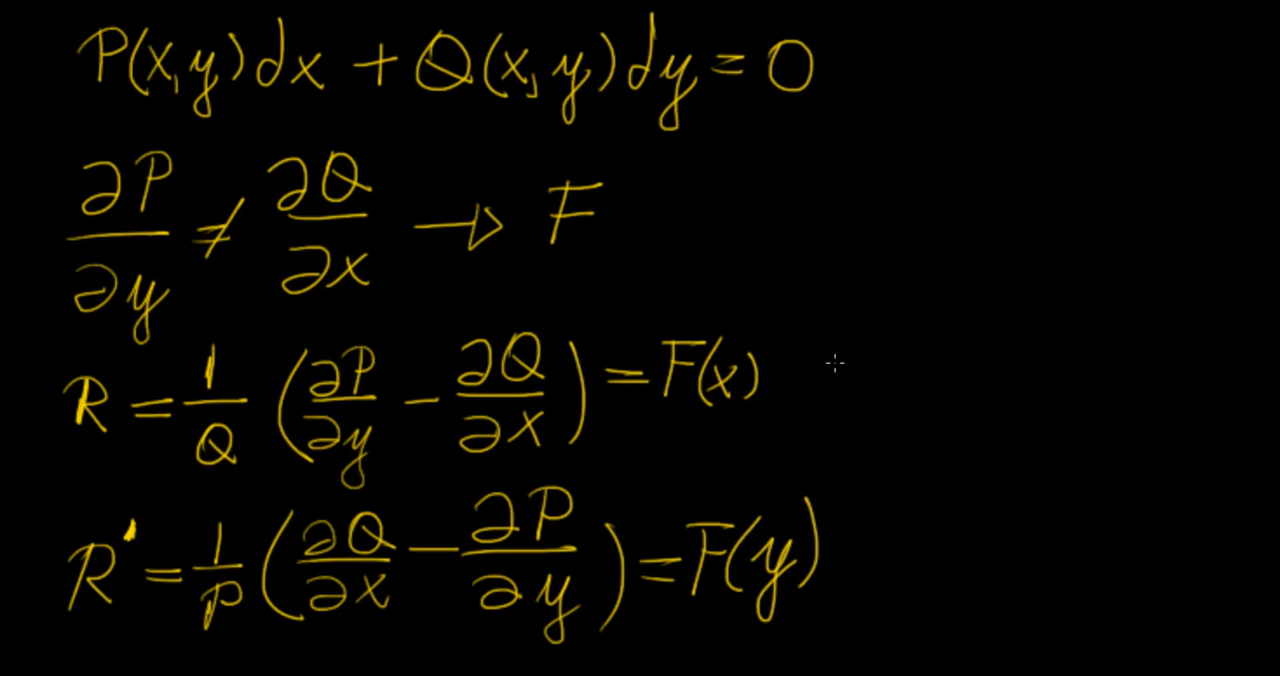 P(x,y)dx + Q(x,y)dy = 0
∂P/∂y ≠ ∂Q/∂x → F
R = 1/Q (∂P/∂y - ∂Q/∂x) = F(x)
R' = 1/P (∂Q/∂x - ∂P/∂y) = F(y)